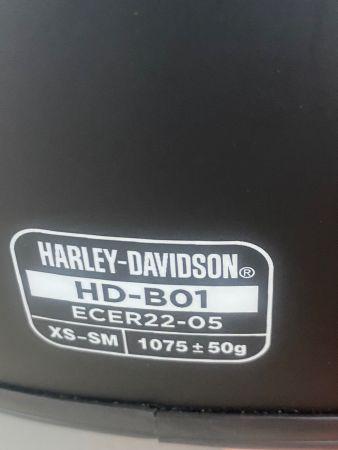 HARLEY-DAVIDSON®
HD-B01
ECER22-05
XS-SM 1075±50g